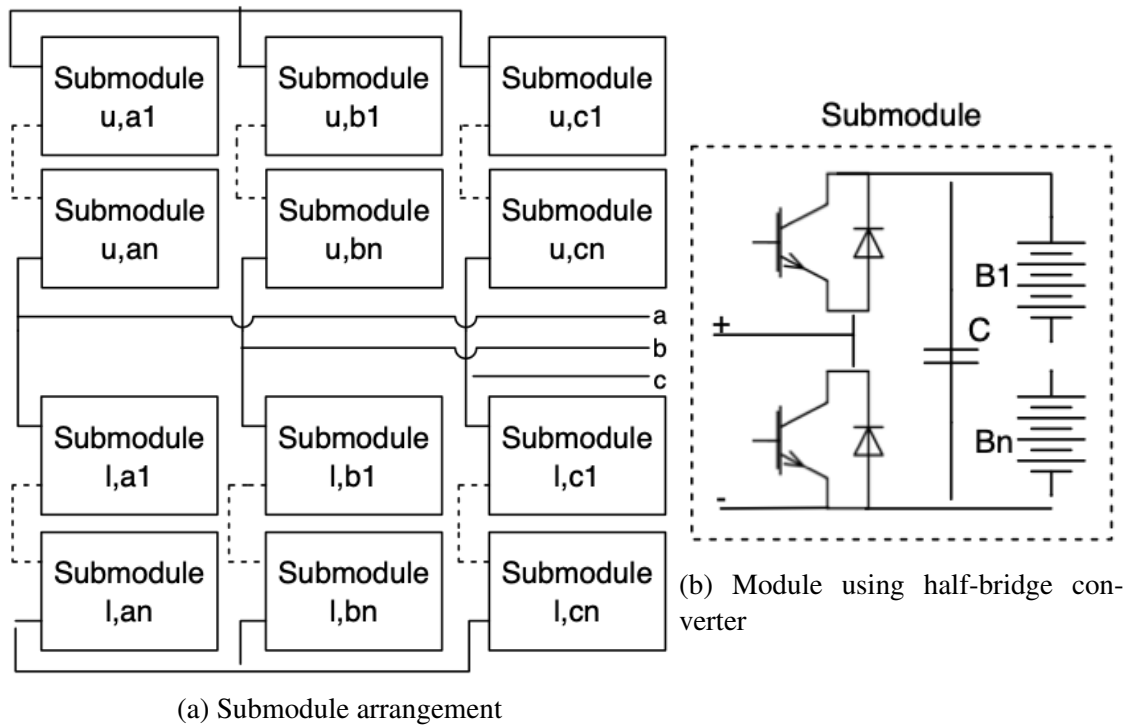 Submodule
u,a1
Submodule
u,b1
Submodule
u,c1
Submodule
u,an
Submodule
u,bn
Submodule
u,cn
a
b
c
Submodule
l,a1
Submodule
l,b1
Submodule
l,c1
Submodule
l,an
Submodule
l,bn
Submodule
l,cn
(a) Submodule arrangement
Submodule
+
-
C
B1
Bn
(b) Module using half-bridge con-
verter